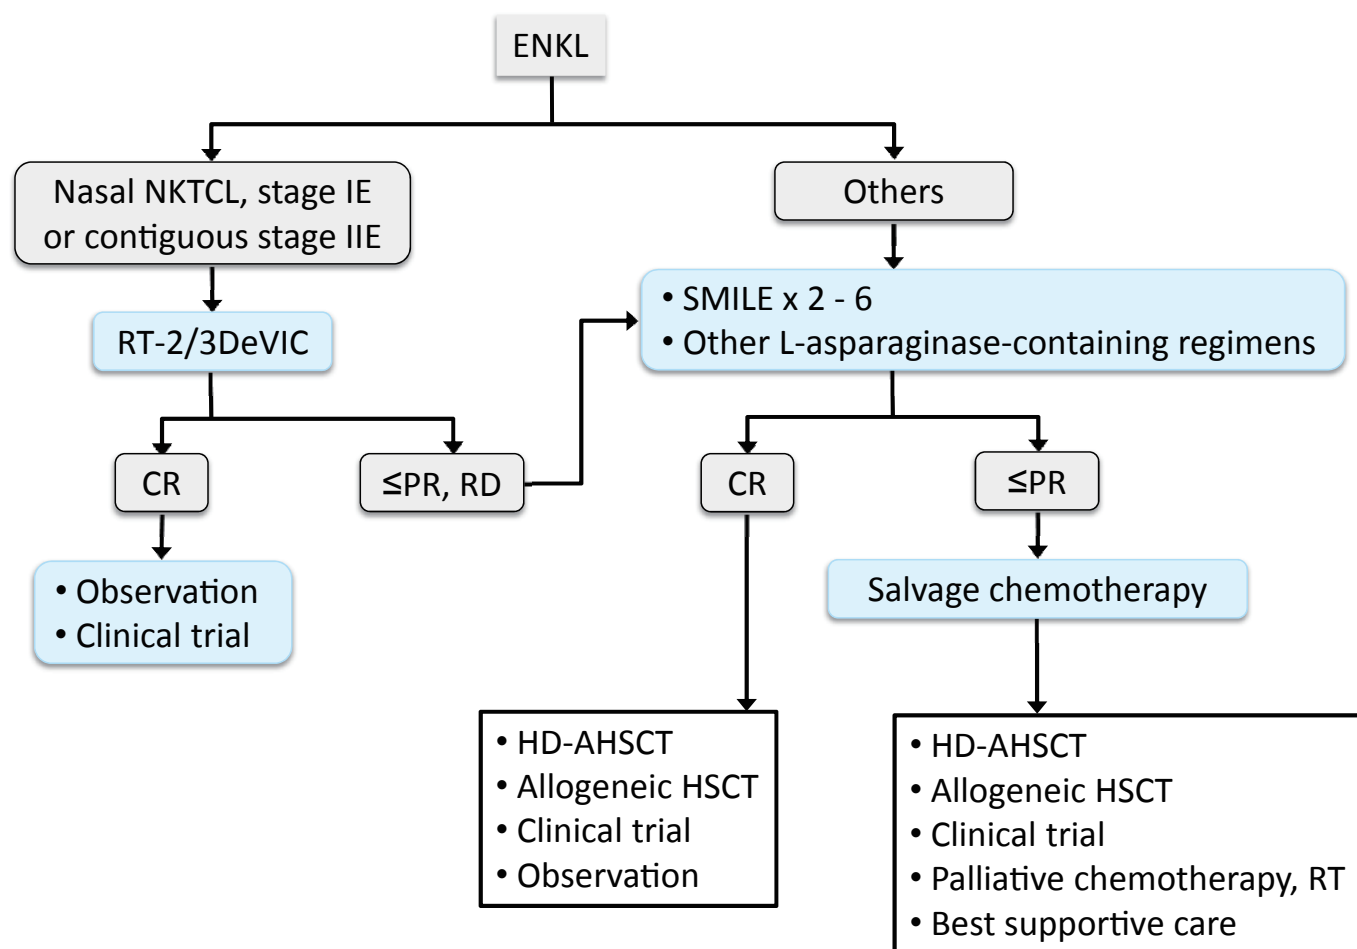 ENKL
Nasal NKTCL, stage IE
or contiguous stage IIE
Others
RT-2/3DeVIC
• SMILE x 2 - 6
• Other L-asparaginase-containing regimens
CR
≤PR, RD
CR
≤PR
• Observation
• Clinical trial
Salvage chemotherapy
• HD-AHSCT
• Allogeneic HSCT
• Clinical trial
• Observation
• HD-AHSCT
• Allogeneic HSCT
• Clinical trial
• Palliative chemotherapy, RT
• Best supportive care